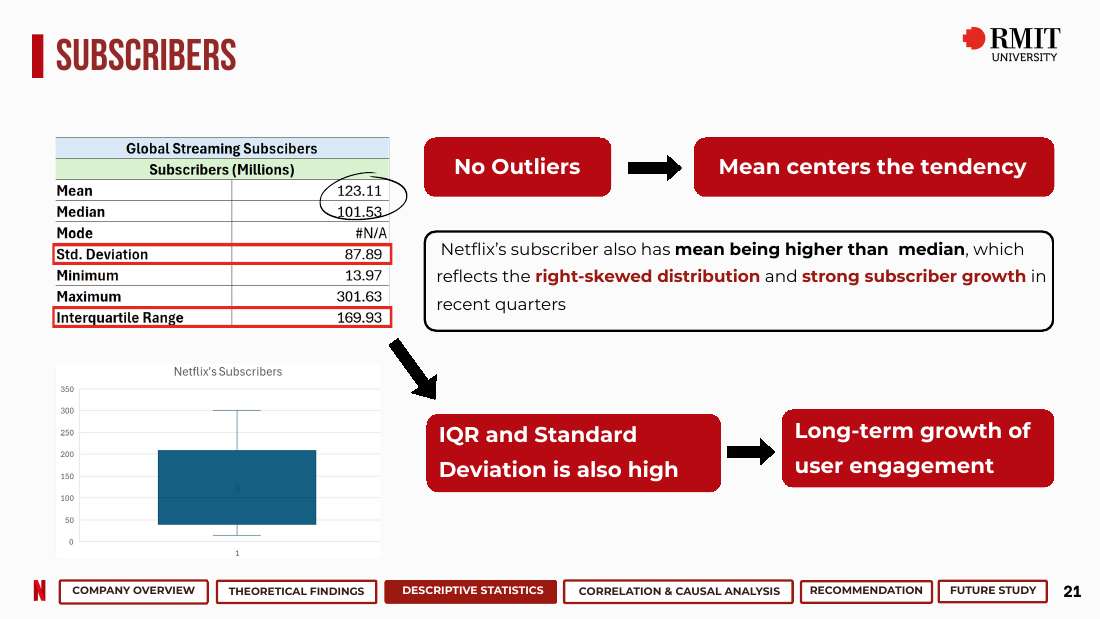 SUBSCRIBERS
RMIT
UNIVERSITY
Global Streaming Subscibers
Subscribers (Millions)
Mean 123.11
Median 101.53
Mode #N/A
Std. Deviation 87.89
Minimum 13.97
Maximum 301.63
Interquartile Range 169.93
No Outliers
Mean centers the tendency
Netflix's subscriber also has mean being higher than median, which
reflects the right-skewed distribution and strong subscriber growth in
recent quarters
Netflix's Subscribers
350
300
250
200
150
100
50
0
1
IQR and Standard
Deviation is also high
Long-term growth of
user engagement
N
COMPANY OVERVIEW
THEORETICAL FINDINGS
DESCRIPTIVE STATISTICS
CORRELATION & CAUSAL ANALYSIS
RECOMMENDATION
FUTURE STUDY
21